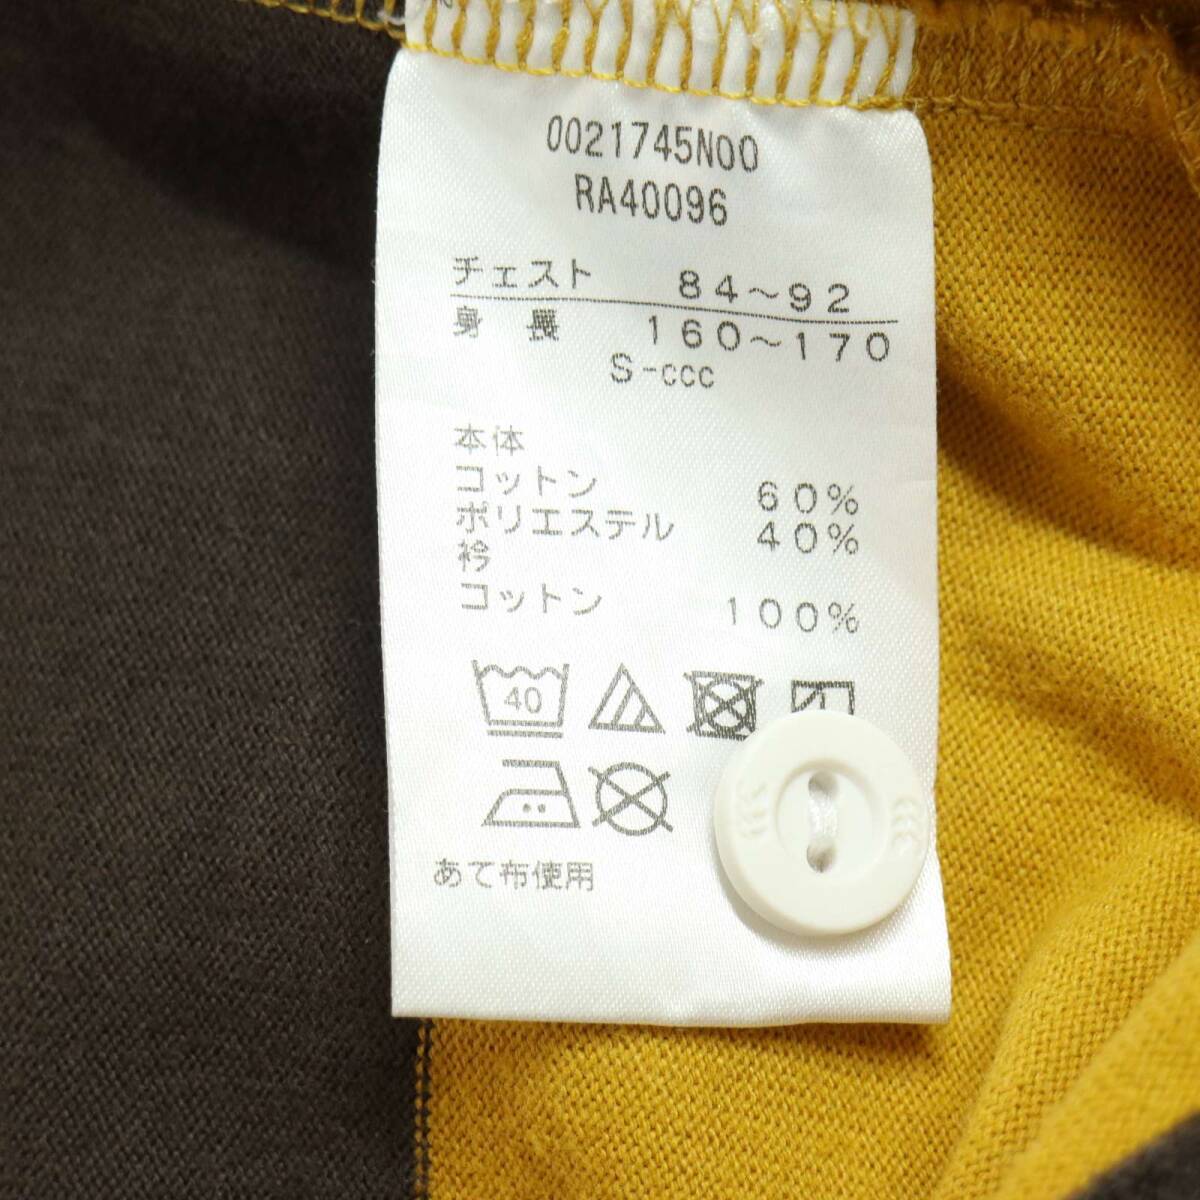 0021745N00
RA40096
チェスト 84～92
身長 160～170
S-ccc
本体
コットン 60%
ポリエステル 40%
衿
コットン 100%
40
あて布使用